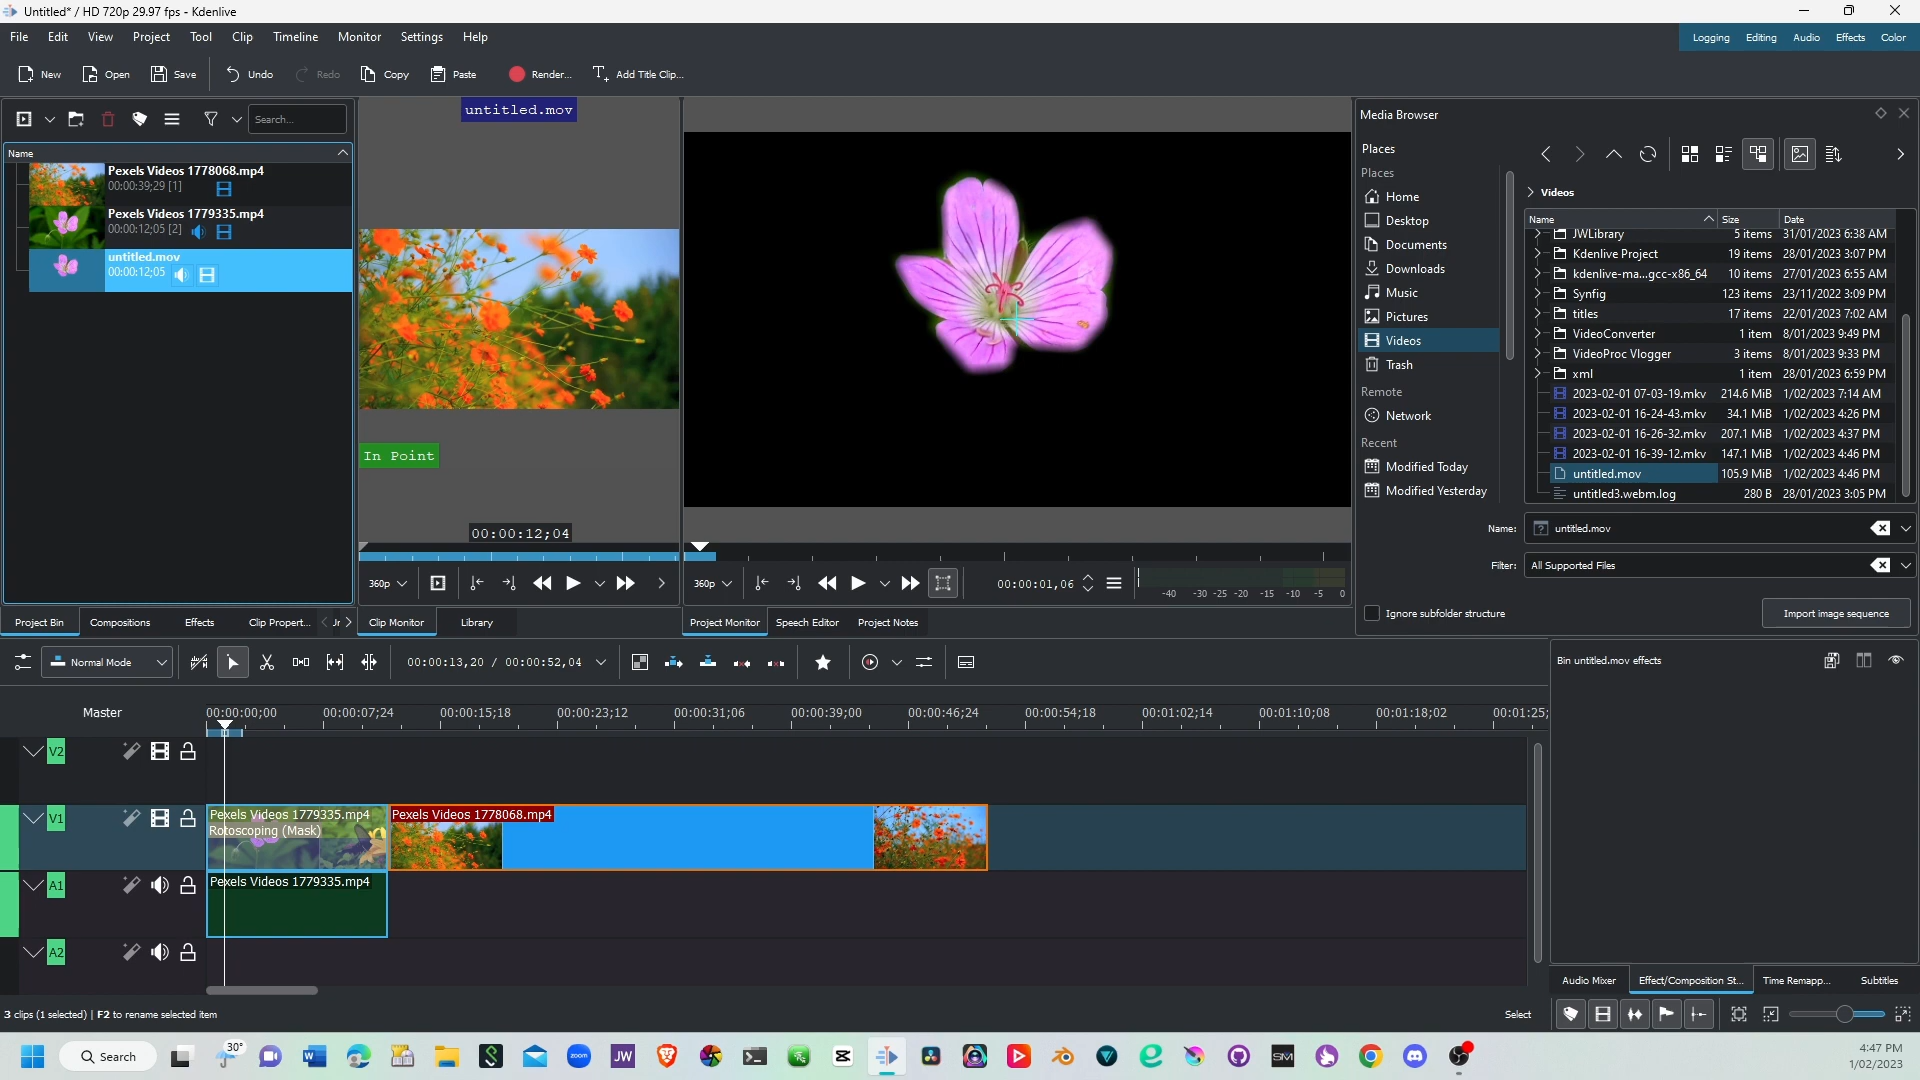 Untitled* / HD 720p 29.97 fps - Kdenlive
File Edit View Project Tool Clip Timeline Monitor Settings Help
Logging Editing Audio Effects Color
New Open Save Undo Redo Copy Paste Render... Add Title Clip...
Search...
Name
Pexels Videos 1778068.mp4
00:00:39;29 [1]
Pexels Videos 1779335.mp4
00:00:12;05 [2]
untitled.mov
00:00:12;05
Project Bin Compositions Effects Clip Propert...
untitled.mov
In Point
00:00:12;04
360p
Clip Monitor Library
360p
00:00:01,06
-40 -30 -25 -20 -15 -10 -5 0
Project Monitor Speech Editor Project Notes
Media Browser
Places
Places
Home
Desktop
Documents
Downloads
Music
Pictures
Videos
Trash
Remote
Network
Recent
Modified Today
Modified Yesterday
Videos
Name Size Date
JWLibrary 5 items 31/01/2023 6:38 AM
Kdenlive Project 19 items 28/01/2023 3:07 PM
kdenlive-ma...gcc-x86_64 10 items 27/01/2023 6:55 AM
Synfig 123 items 23/11/2022 3:09 PM
titles 17 items 22/01/2023 7:02 AM
VideoConverter 1 item 8/01/2023 9:49 PM
VideoProc Vlogger 3 items 8/01/2023 9:33 PM
xml 1 item 28/01/2023 6:59 PM
2023-02-01 07-03-19.mkv 214.6 MiB 1/02/2023 7:14 AM
2023-02-01 16-24-43.mkv 34.1 MiB 1/02/2023 4:26 PM
2023-02-01 16-26-32.mkv 207.1 MiB 1/02/2023 4:37 PM
2023-02-01 16-39-12.mkv 147.1 MiB 1/02/2023 4:46 PM
untitled.mov 105.9 MiB 1/02/2023 4:46 PM
untitled3.webm.log 280 B 28/01/2023 3:05 PM
Name: untitled.mov
Filter: All Supported Files
Ignore subfolder structure
Import image sequence
Normal Mode
00:00:13,20 / 00:00:52,04
Bin untitled.mov effects
Master
00:00:00;00 00:00:07;24 00:00:15;18 00:00:23;12 00:00:31;06 00:00:39;00 00:00:46;24 00:00:54;18 00:01:02;14 00:01:10;08 00:01:18;02 00:01:25;
V2
V1
Pexels Videos 1779335.mp4
Rotoscoping (Mask)
Pexels Videos 1778068.mp4
A1
Pexels Videos 1779335.mp4
A2
Audio Mixer Effect/Composition St... Time Remapp... Subtitles
3 clips (1 selected) | F2 to rename selected item
Select
30°
Search
zoom
JW
SM
4:47 PM
1/02/2023